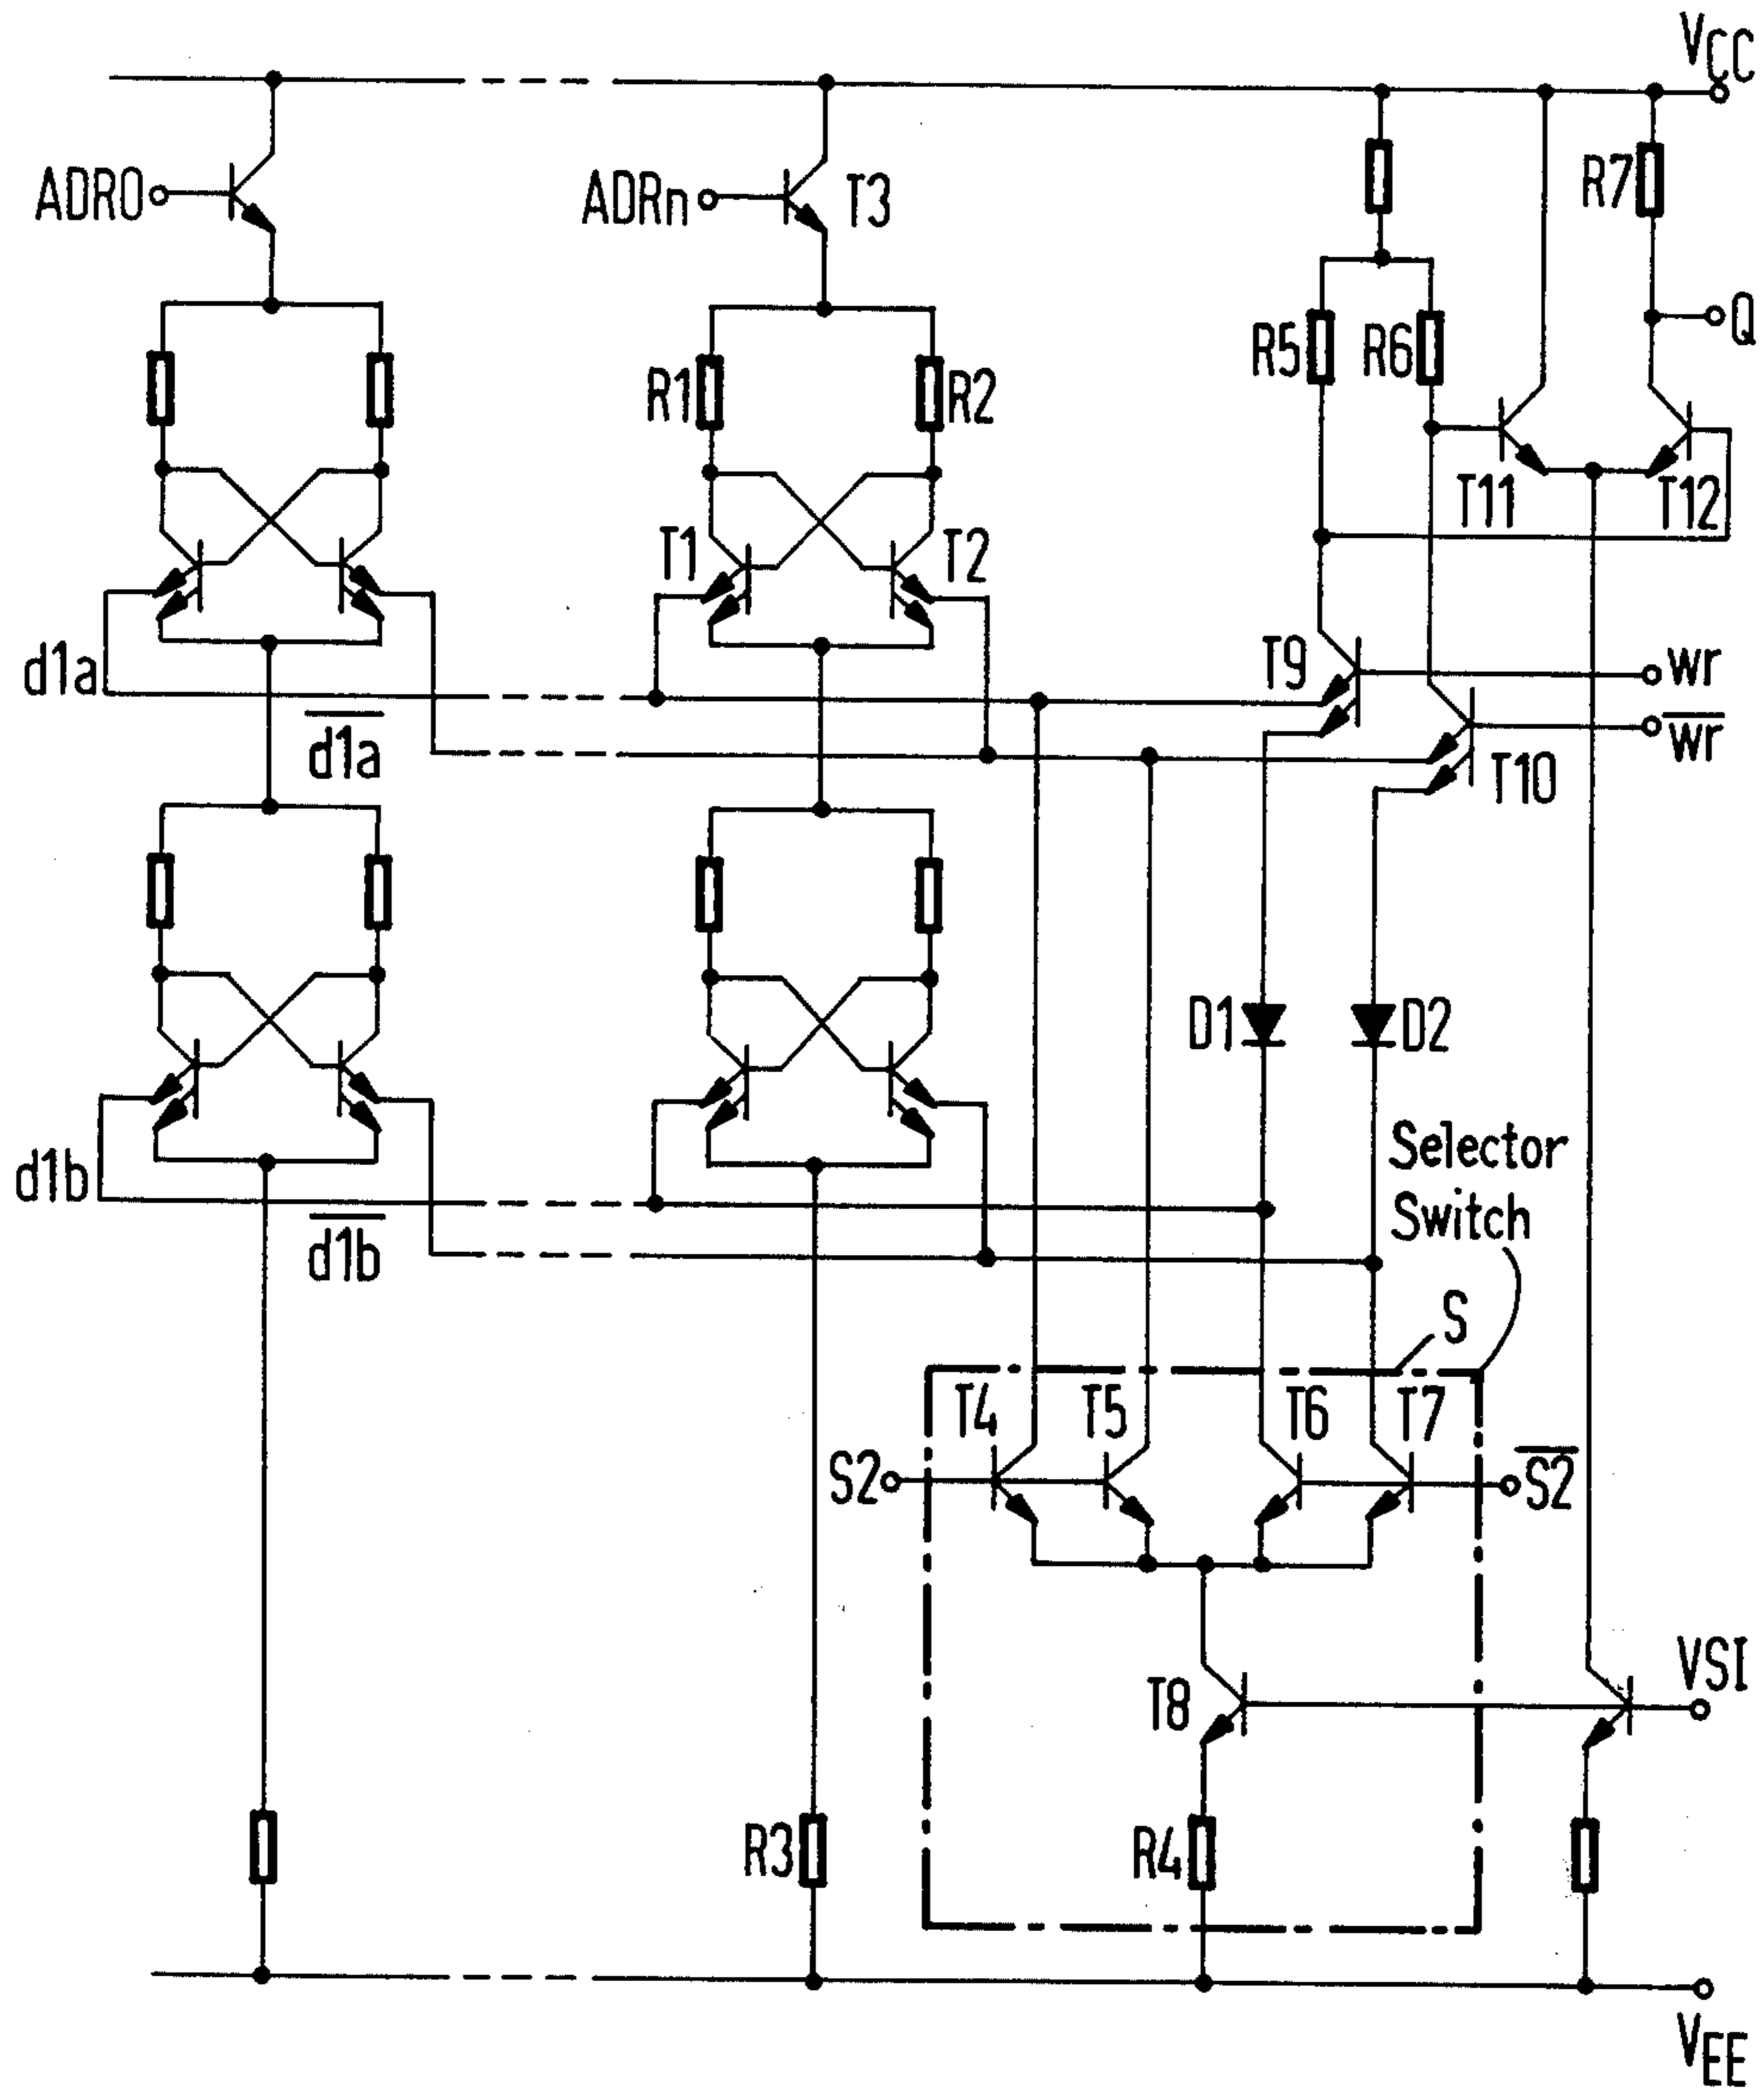 VCC
ADR0
ADRn
T3
R7
Q
R5
R6
R1
R2
T11
T12
T1
T2
T9
wr
d1a
d1a
wr
T10
D1
D2
Selector
Switch
d1b
d1b
S
T4
T5
T6
T7
S2
S2
T8
VSI
R3
R4
VEE